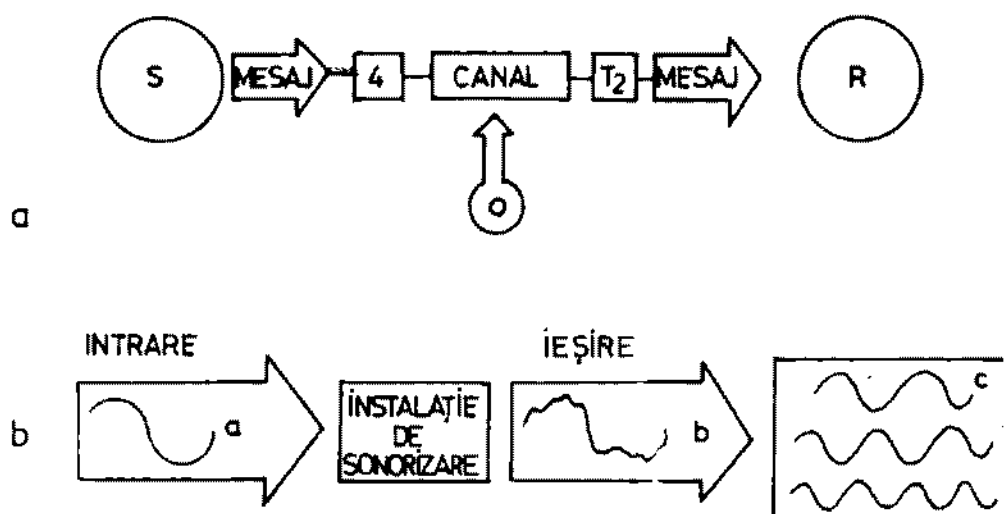 S MESAJ 4 CANAL T2 MESAJ R
O
a
INTRARE IEȘIRE
b a INSTALAȚIE b c
DE
SONORIZARE